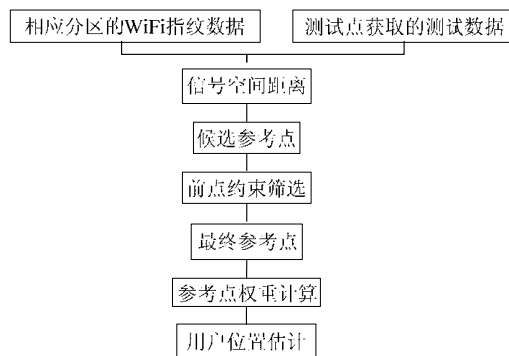 相应分区的WiFi指纹数据
测试点获取的测试数据
信号空间距离
候选参考点
前点约束筛选
最终参考点
参考点权重计算
用户位置估计